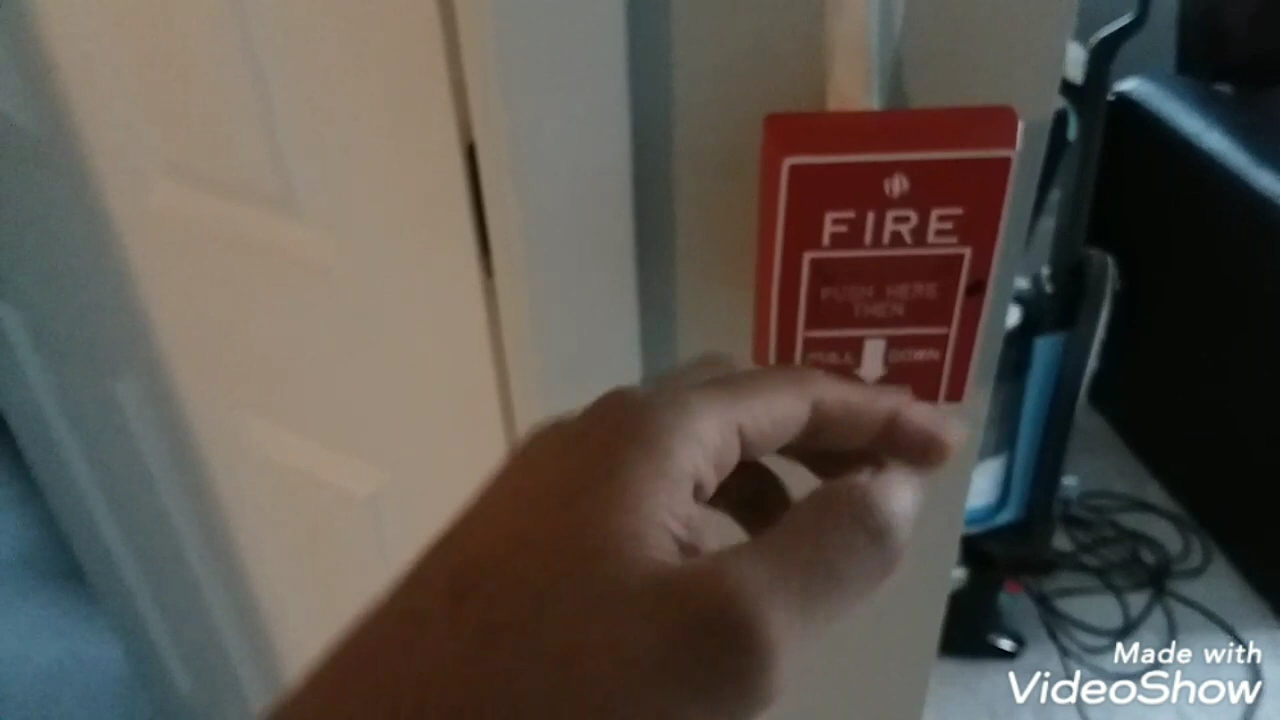 FIRE
PUSH HERE
THEN
PULL DOWN
Made with
VideoShow